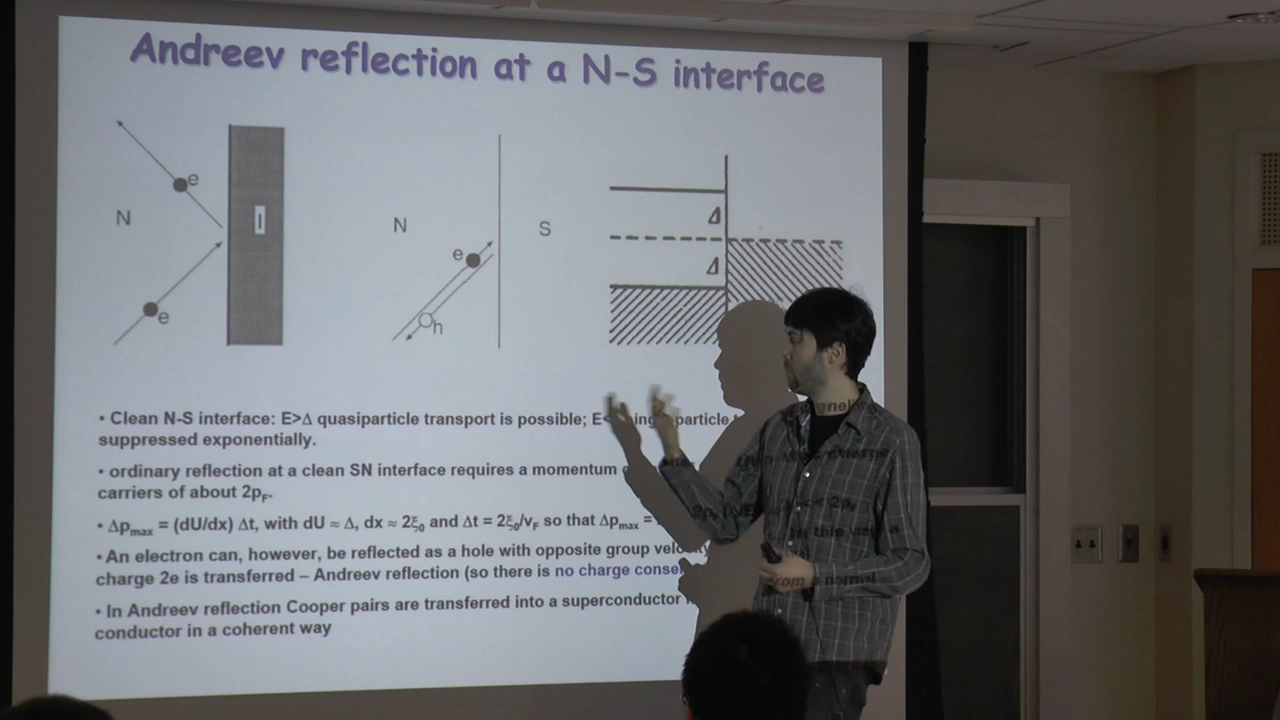 Andreev reflection at a N-S interface
e
N
I
e
N
S
e
h
Δ
Δ
• Clean N-S interface: E>Δ quasiparticle transport is possible; E<
suppressed exponentially.
• ordinary reflection at a clean SN interface requires a momentum
carriers of about 2pF.
• Δpmax = (dU/dx) Δt, with dU ≈ Δ, dx ≈ 2ξ0 and Δt = 2ξ0/vF so that Δpmax =
• An electron can, however, be reflected as a hole with opposite group
charge 2e is transferred – Andreev reflection (so there is no charge
• In Andreev reflection Cooper pairs are transferred into a superconductor
conductor in a coherent way